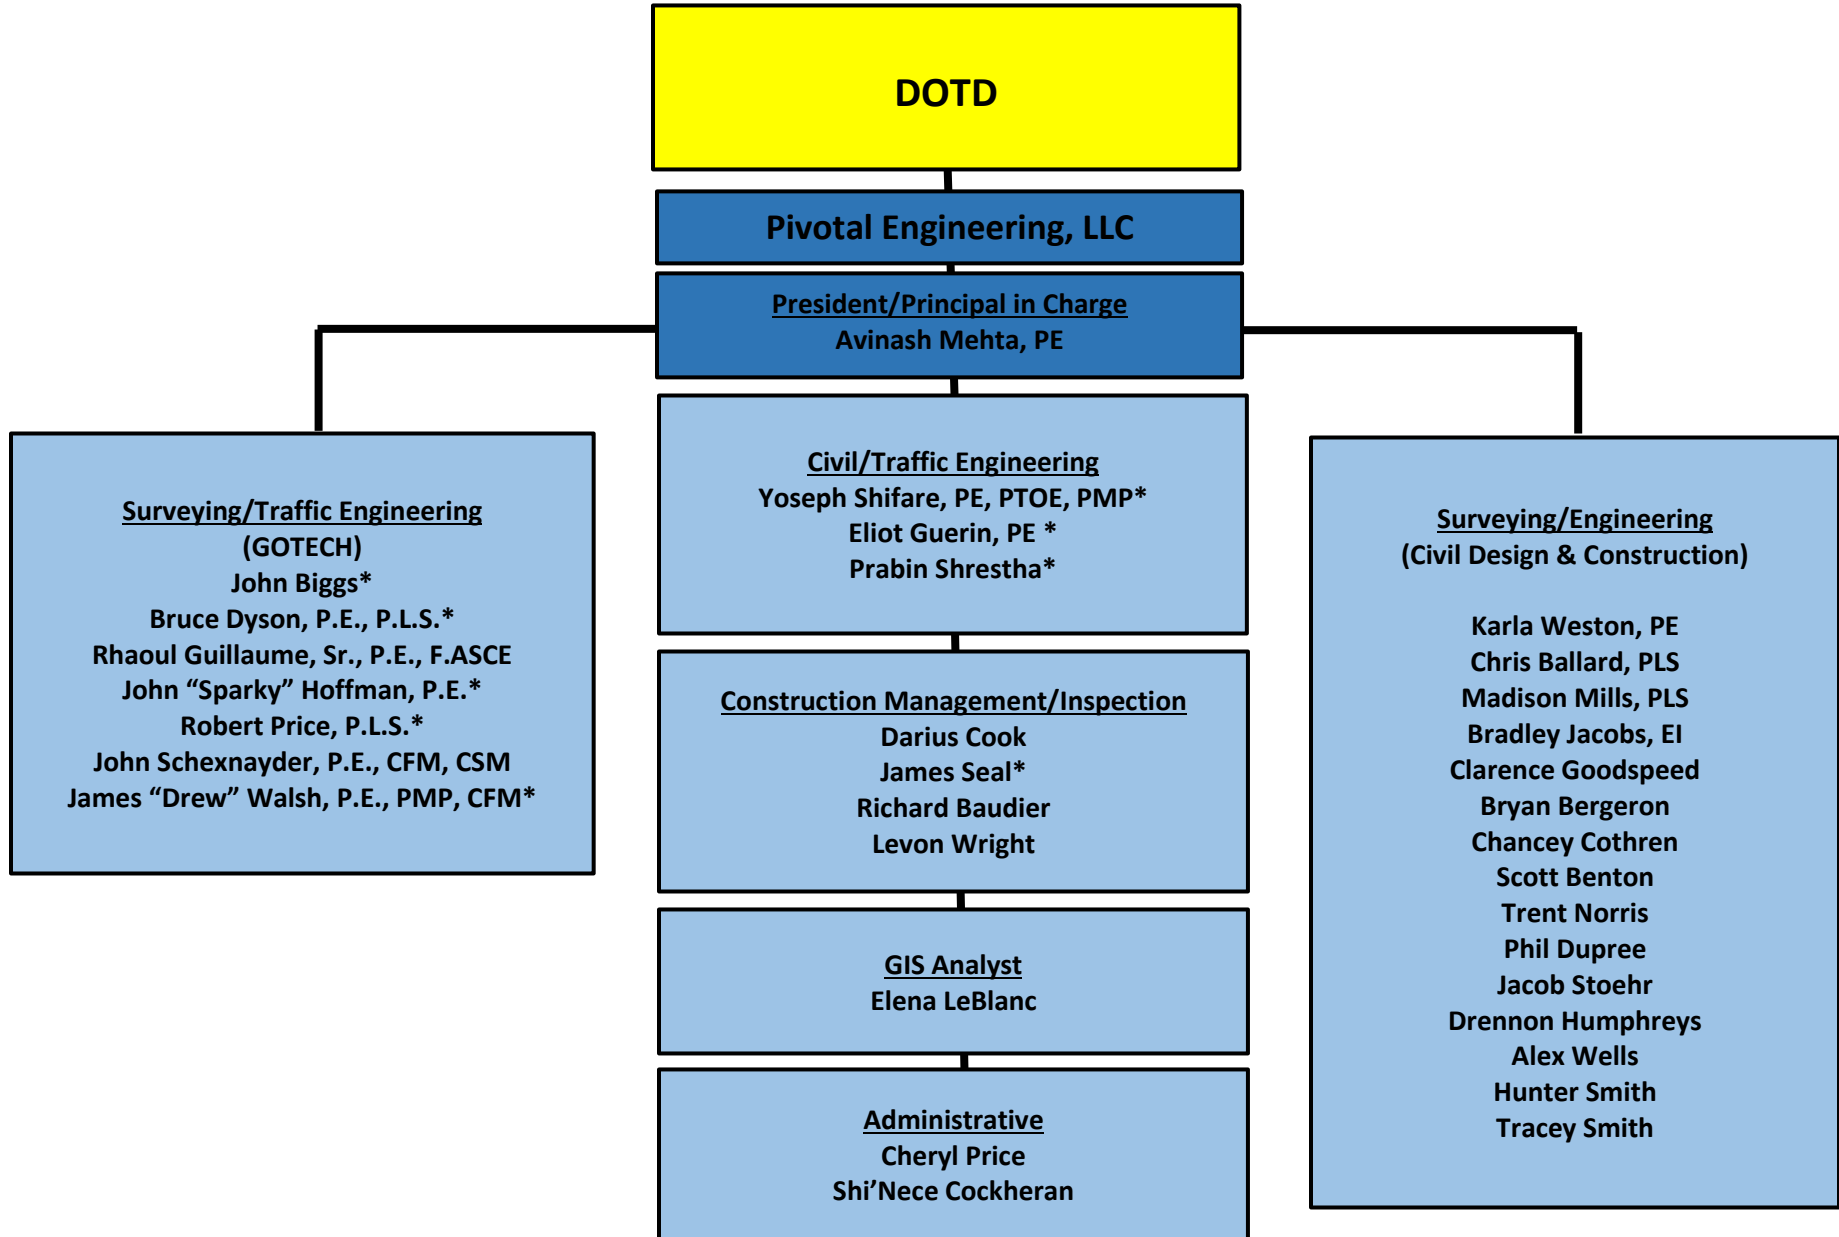 DOTD
Pivotal Engineering, LLC
President/Principal in Charge
Avinash Mehta, PE
Surveying/Traffic Engineering
(GOTECH)
John Biggs*
Bruce Dyson, P.E., P.L.S.*
Rhaoul Guillaume, Sr., P.E., F.ASCE
John “Sparky” Hoffman, P.E.*
Robert Price, P.L.S.*
John Schexnayder, P.E., CFM, CSM
James “Drew” Walsh, P.E., PMP, CFM*
Civil/Traffic Engineering
Yoseph Shifare, PE, PTOE, PMP*
Eliot Guerin, PE *
Prabin Shrestha*
Construction Management/Inspection
Darius Cook
James Seal*
Richard Baudier
Levon Wright
GIS Analyst
Elena LeBlanc
Administrative
Cheryl Price
Shi’Nece Cockheran
Surveying/Engineering
(Civil Design & Construction)
Karla Weston, PE
Chris Ballard, PLS
Madison Mills, PLS
Bradley Jacobs, EI
Clarence Goodspeed
Bryan Bergeron
Chancey Cothren
Scott Benton
Trent Norris
Phil Dupree
Jacob Stoehr
Drennon Humphreys
Alex Wells
Hunter Smith
Tracey Smith